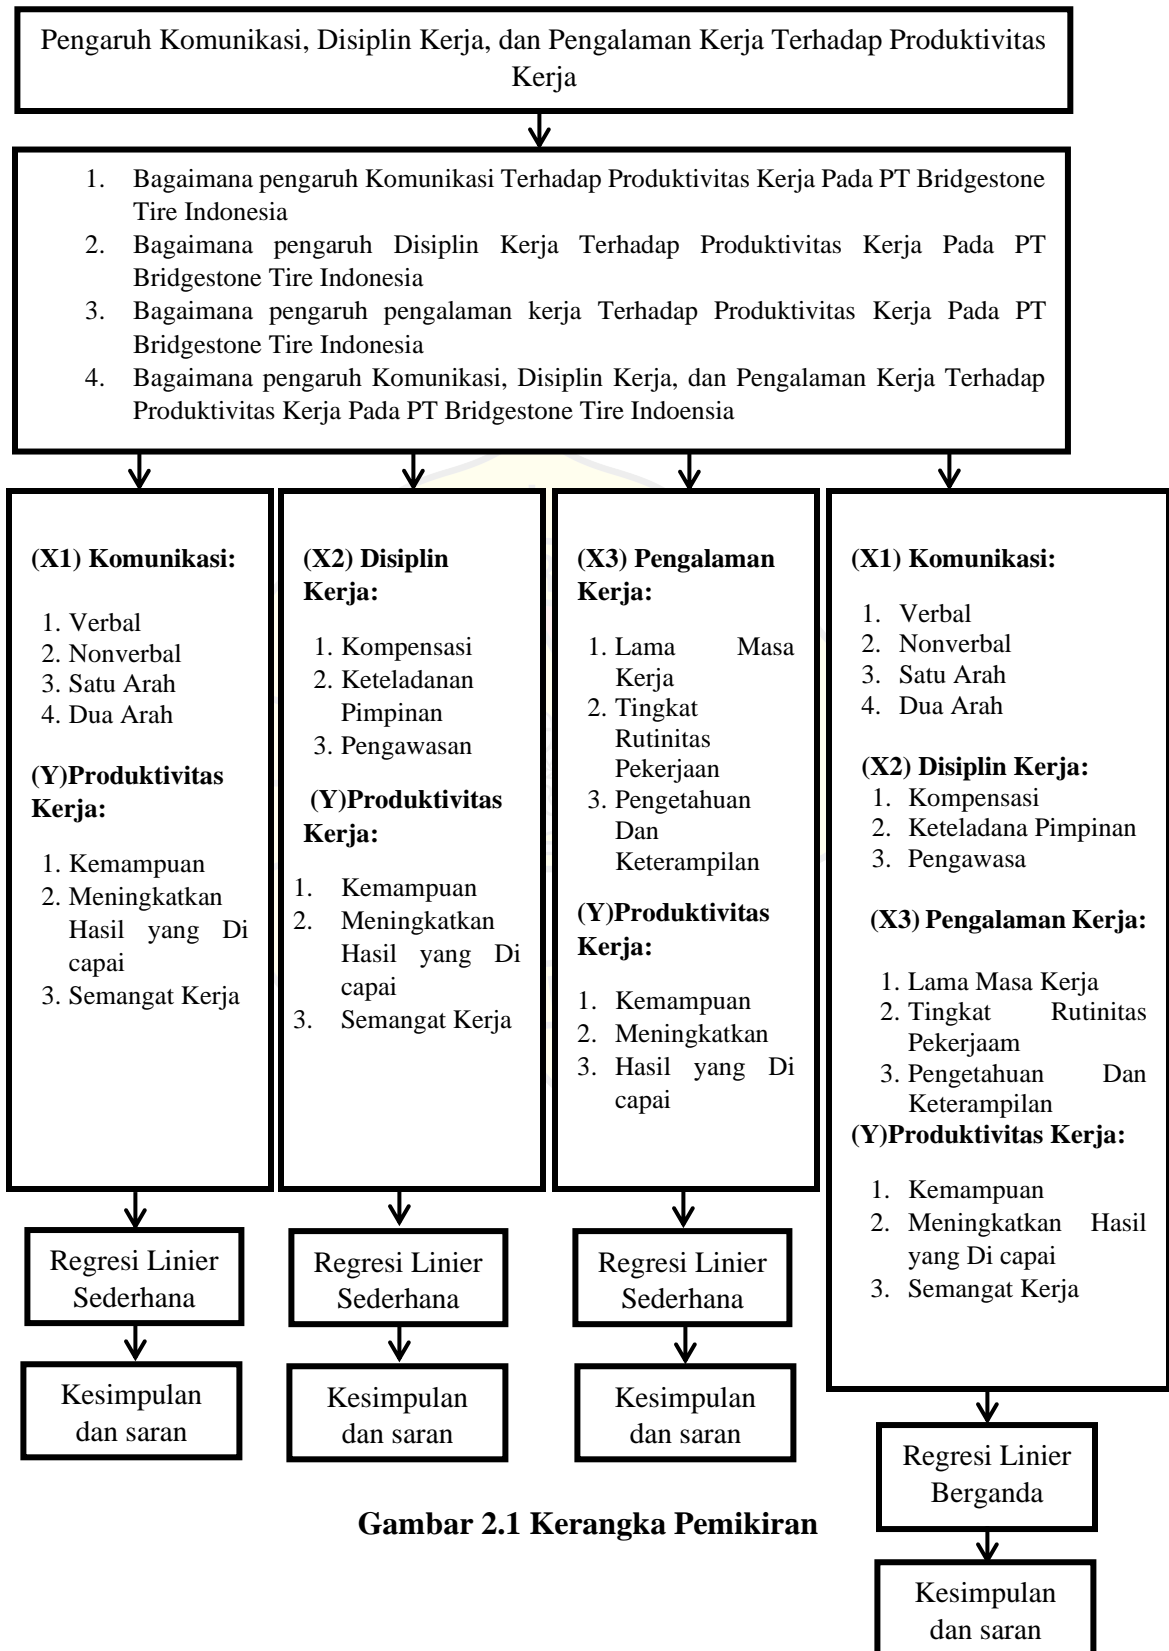 Pengaruh Komunikasi, Disiplin Kerja, dan Pengalaman Kerja Terhadap Produktivitas
Kerja
1. Bagaimana pengaruh Komunikasi Terhadap Produktivitas Kerja Pada PT Bridgestone
Tire Indonesia
2. Bagaimana pengaruh Disiplin Kerja Terhadap Produktivitas Kerja Pada PT
Bridgestone Tire Indonesia
3. Bagaimana pengaruh pengalaman kerja Terhadap Produktivitas Kerja Pada PT
Bridgestone Tire Indonesia
4. Bagaimana pengaruh Komunikasi, Disiplin Kerja, dan Pengalaman Kerja Terhadap
Produktivitas Kerja Pada PT Bridgestone Tire Indoensia
(X1) Komunikasi:
1. Verbal
2. Nonverbal
3. Satu Arah
4. Dua Arah
(Y)Produktivitas
Kerja:
1. Kemampuan
2. Meningkatkan
Hasil yang Di
capai
3. Semangat Kerja
Regresi Linier
Sederhana
Kesimpulan
dan saran
(X2) Disiplin
Kerja:
1. Kompensasi
2. Keteladanan
Pimpinan
3. Pengawasan
(Y)Produktivitas
Kerja:
1. Kemampuan
2. Meningkatkan
Hasil yang Di
capai
3. Semangat Kerja
Regresi Linier
Sederhana
Kesimpulan
dan saran
(X3) Pengalaman
Kerja:
1. Lama Masa
Kerja
2. Tingkat
Rutinitas
Pekerjaan
3. Pengetahuan
Dan
Keterampilan
(Y)Produktivitas
Kerja:
1. Kemampuan
2. Meningkatkan
3. Hasil yang Di
capai
Regresi Linier
Sederhana
Kesimpulan
dan saran
(X1) Komunikasi:
1. Verbal
2. Nonverbal
3. Satu Arah
4. Dua Arah
(X2) Disiplin Kerja:
1. Kompensasi
2. Keteladana Pimpinan
3. Pengawasa
(X3) Pengalaman Kerja:
1. Lama Masa Kerja
2. Tingkat Rutinitas
Pekerjaam
3. Pengetahuan Dan
Keterampilan
(Y)Produktivitas Kerja:
1. Kemampuan
2. Meningkatkan Hasil
yang Di capai
3. Semangat Kerja
Regresi Linier
Berganda
Kesimpulan
dan saran
Gambar 2.1 Kerangka Pemikiran